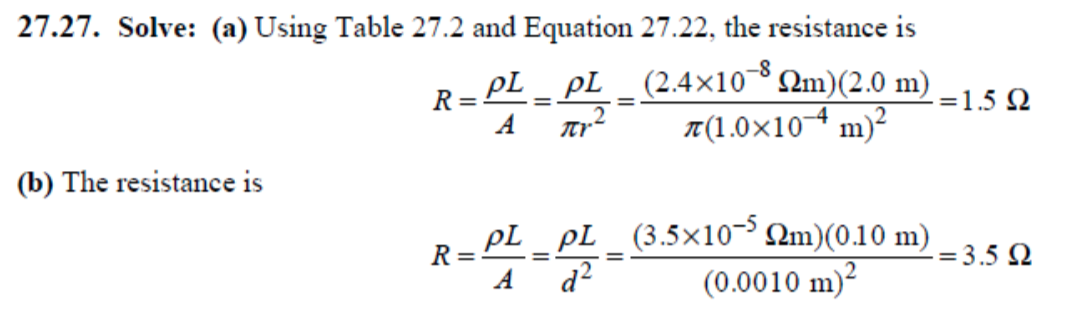 27.27. Solve: (a) Using Table 27.2 and Equation 27.22, the resistance is
R = ρL/A = ρL/πr² = (2.4×10⁻⁸ Ωm)(2.0 m)/π(1.0×10⁻⁴ m)² = 1.5 Ω
(b) The resistance is
R = ρL/A = ρL/d² = (3.5×10⁻⁵ Ωm)(0.10 m)/(0.0010 m)² = 3.5 Ω